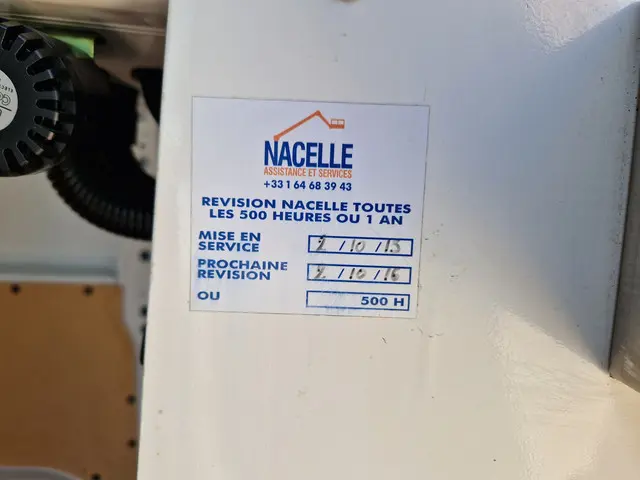 NACELLE
ASSISTANCE ET SERVICES
+33 1 64 68 39 43
REVISION NACELLE TOUTES
LES 500 HEURES OU 1 AN
MISE EN
SERVICE 2/10/15
PROCHAINE
REVISION 2/10/16
OU 500 H